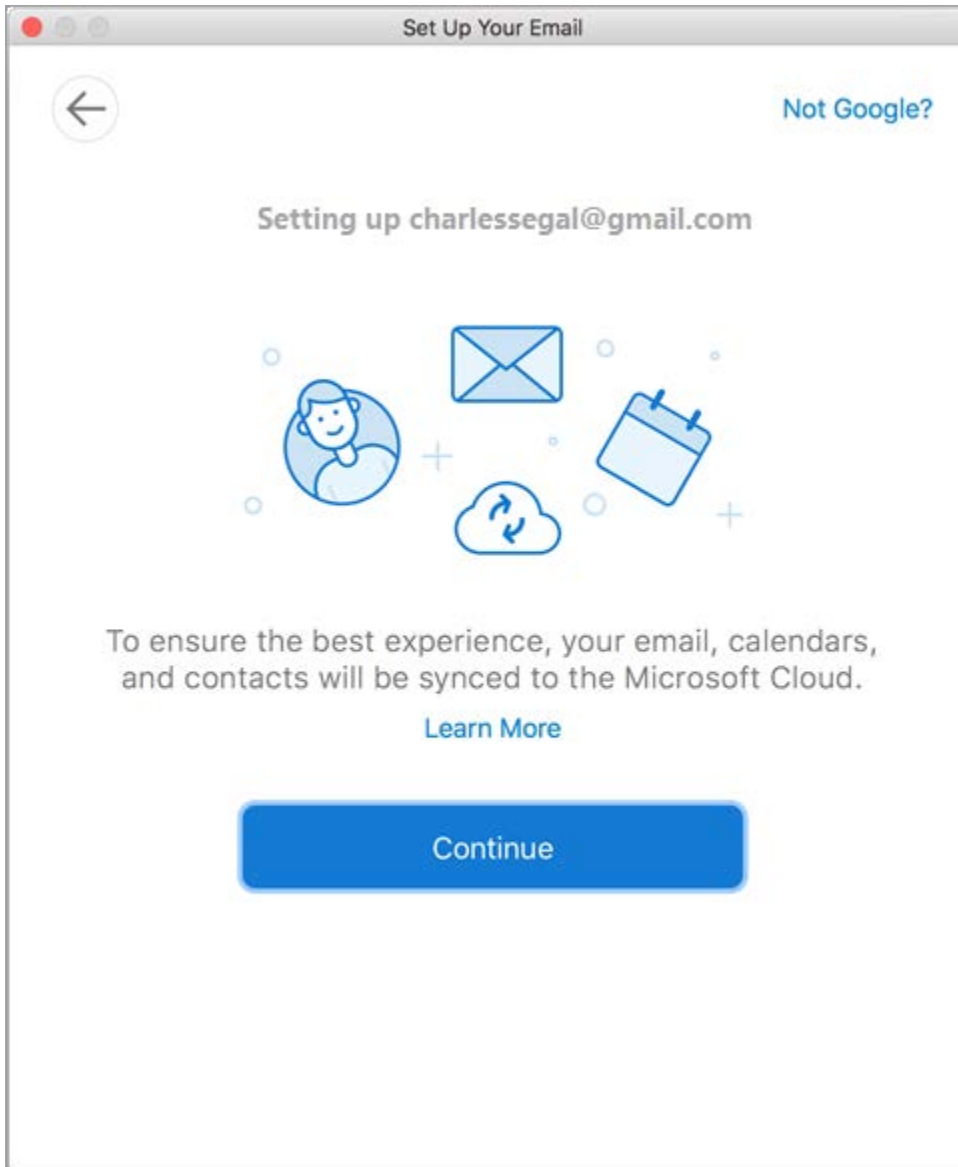 Set Up Your Email
Not Google?
Setting up charlessegal@gmail.com
To ensure the best experience, your email, calendars,
and contacts will be synced to the Microsoft Cloud.
Learn More
Continue